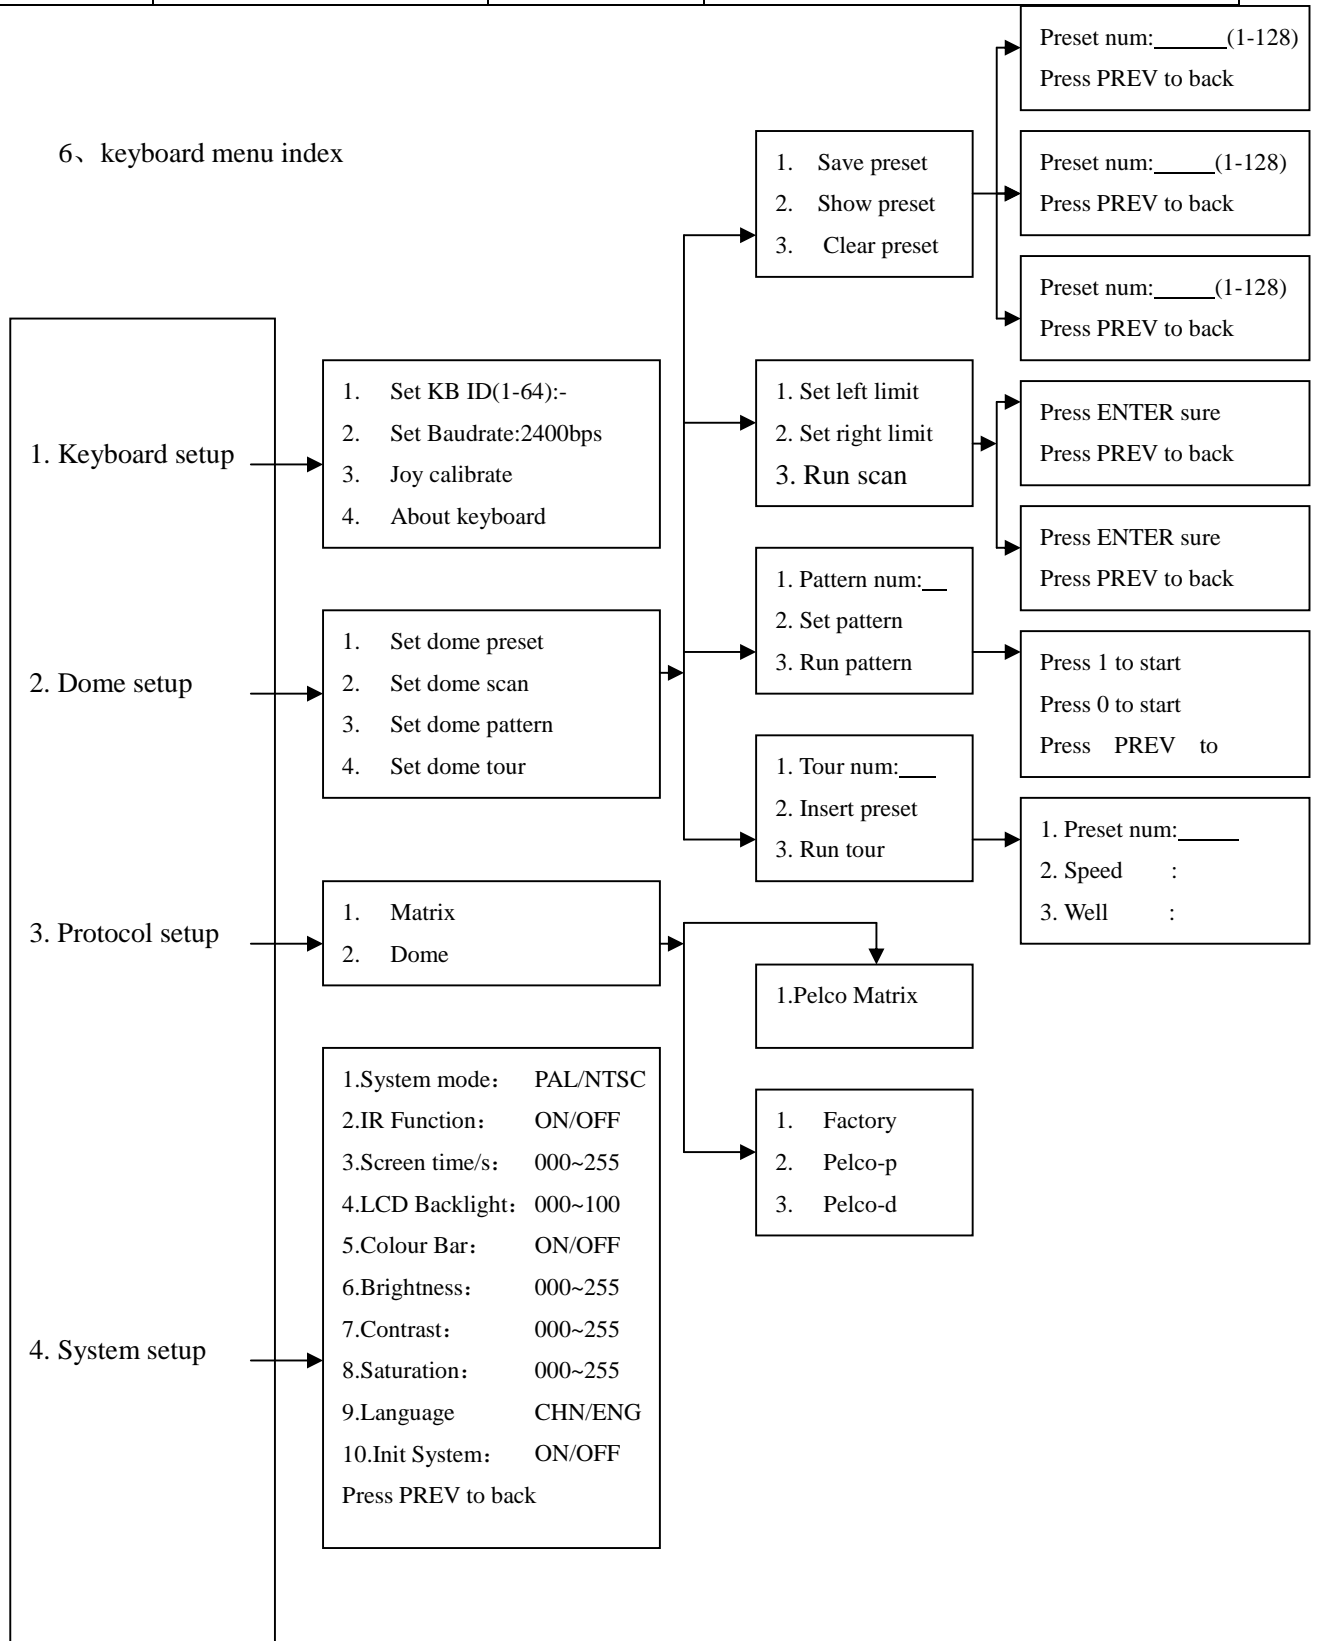 6、keyboard menu index
1. Keyboard setup
2. Dome setup
3. Protocol setup
4. System setup
1. Set KB ID(1-64):-
2. Set Baudrate:2400bps
3. Joy calibrate
4. About keyboard
1. Set dome preset
2. Set dome scan
3. Set dome pattern
4. Set dome tour
1. Matrix
2. Dome
1.System mode： PAL/NTSC
2.IR Function： ON/OFF
3.Screen time/s： 000~255
4.LCD Backlight： 000~100
5.Colour Bar： ON/OFF
6.Brightness： 000~255
7.Contrast： 000~255
8.Saturation： 000~255
9.Language CHN/ENG
10.Init System： ON/OFF
Press PREV to back
1. Save preset
2. Show preset
3. Clear preset
1. Set left limit
2. Set right limit
3. Run scan
1. Pattern num:__
2. Set pattern
3. Run pattern
1. Tour num:___
2. Insert preset
3. Run tour
1.Pelco Matrix
1. Factory
2. Pelco-p
3. Pelco-d
Preset num:______(1-128)
Press PREV to back
Preset num:_____(1-128)
Press PREV to back
Preset num:_____(1-128)
Press PREV to back
Press ENTER sure
Press PREV to back
Press ENTER sure
Press PREV to back
Press 1 to start
Press 0 to start
Press PREV to
1. Preset num:_____
2. Speed :
3. Well :